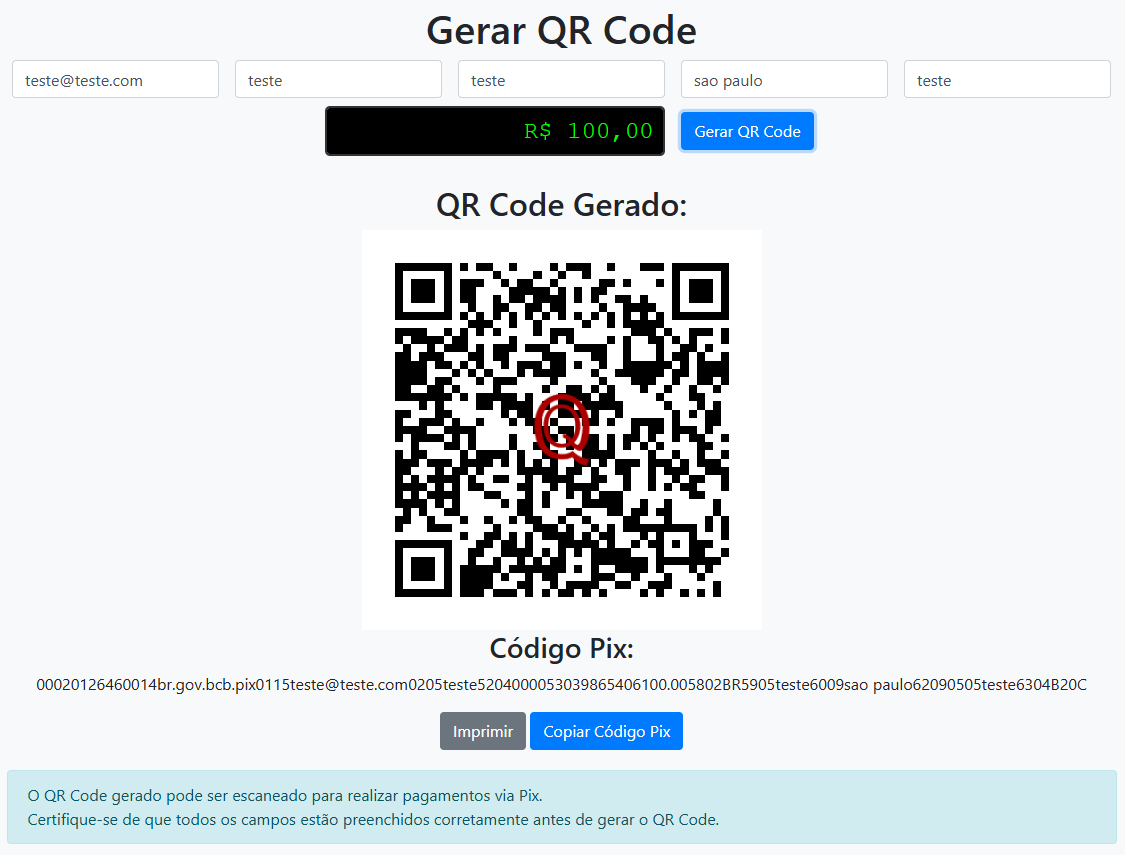 Gerar QR Code
teste@teste.com teste teste sao paulo teste
R$ 100,00 Gerar QR Code
QR Code Gerado:
Q
Código Pix:
00020126460014br.gov.bcb.pix0115teste@teste.com0205teste5204000053039865406100.005802BR5905teste6009sao paulo62090505teste6304B20C
Imprimir Copiar Código Pix
O QR Code gerado pode ser escaneado para realizar pagamentos via Pix.
Certifique-se de que todos os campos estão preenchidos corretamente antes de gerar o QR Code.